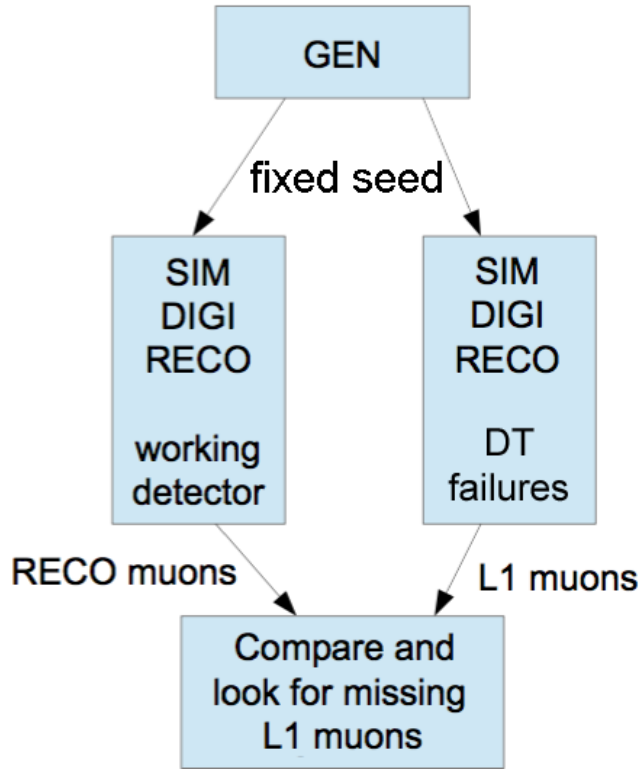 GEN
fixed seed
SIM
DIGI
RECO
working
detector
SIM
DIGI
RECO
DT
failures
RECO muons
L1 muons
Compare and
look for missing
L1 muons